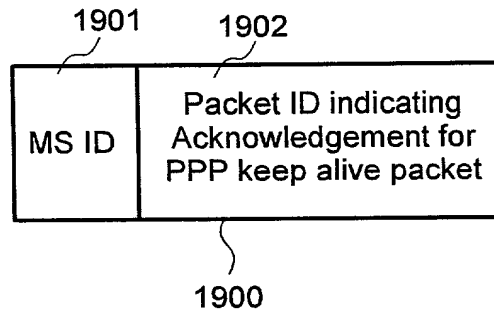 1901
1902
MS ID
Packet ID indicating
Acknowledgement for
PPP keep alive packet
1900